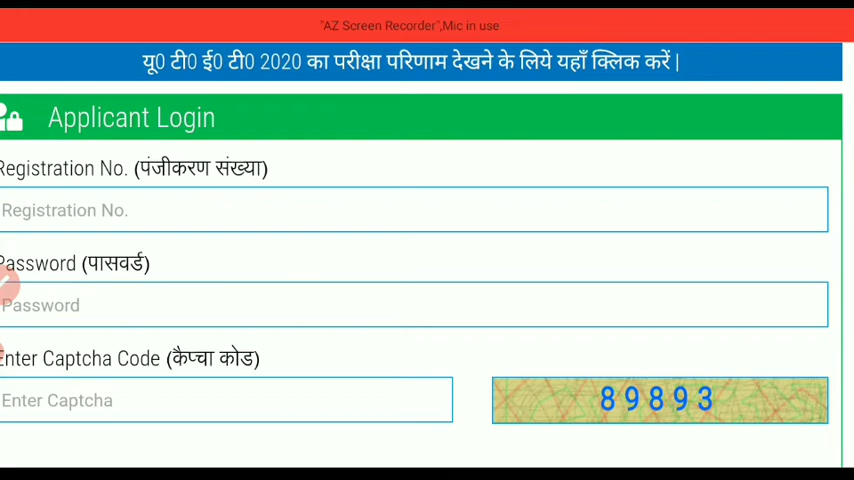 "AZ Screen Recorder",Mic in use
यू0 टी0 ई0 टी0 2020 का परीक्षा परिणाम देखने के लिये यहाँ क्लिक करें |
Applicant Login
Registration No. (पंजीकरण संख्या)
Registration No.
Password (पासवर्ड)
Password
Enter Captcha Code (कैप्चा कोड)
Enter Captcha
89893